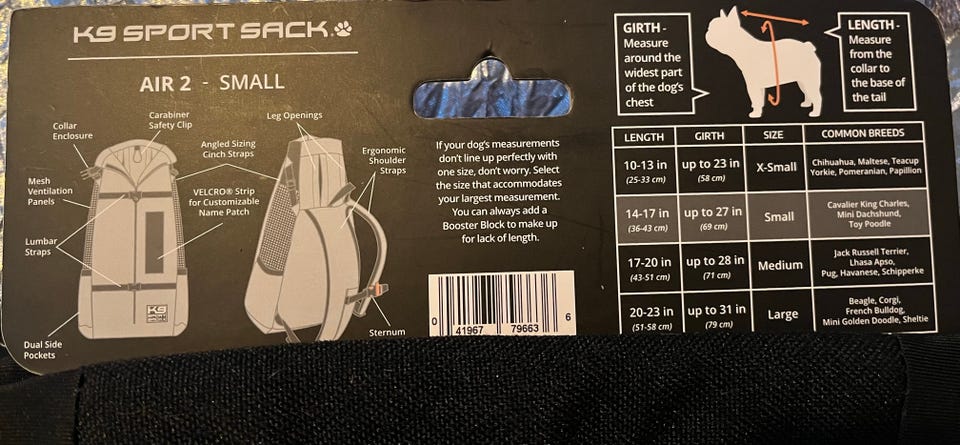 K9 SPORT SACK
AIR 2 - SMALL
Collar
Enclosure
Carabiner
Safety Clip
Leg Openings
Angled Sizing
Cinch Straps
Ergonomic
Shoulder
Straps
Mesh
Ventilation
Panels
VELCRO® Strip
for Customizable
Name Patch
Lumbar
Straps
K9
SPORT
SACK
Dual Side
Pockets
Sternum
If your dog's measurements
don't line up perfectly with
one size, don't worry. Select
the size that accommodates
your largest measurement.
You can always add a
Booster Block to make up
for lack of length.
0 41967 79663 6
GIRTH -
Measure
around the
widest part
of the dog's
chest
LENGTH -
Measure
from the
collar to
the base of
the tail
LENGTH GIRTH SIZE COMMON BREEDS
10-13 in up to 23 in X-Small Chihuahua, Maltese, Teacup
(25-33 cm) (58 cm) Yorkie, Pomeranian, Papillion
14-17 in up to 27 in Small Cavalier King Charles,
(36-43 cm) (69 cm) Mini Dachshund,
Toy Poodle
17-20 in up to 28 in Medium Jack Russell Terrier,
(43-51 cm) (71 cm) Lhasa Apso,
Pug, Havanese, Schipperke
20-23 in up to 31 in Large Beagle, Corgi,
(51-58 cm) (79 cm) French Bulldog,
Mini Golden Doodle, Sheltie